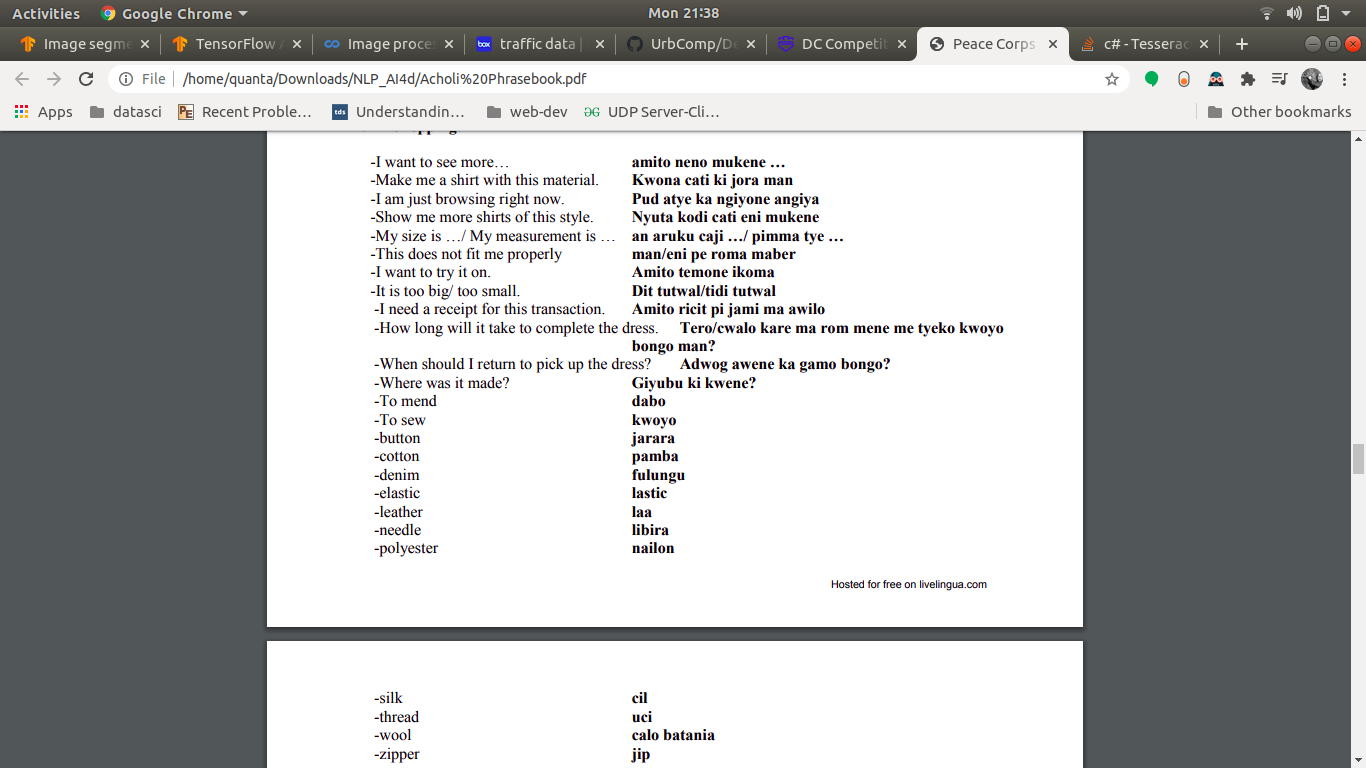 Activities Google Chrome Mon 21:38
Image segme TensorFlow Image proce traffic data | UrbComp/De DC Competit Peace Corps c# - Tesserac
File /home/quanta/Downloads/NLP_AI4d/Acholi%20Phrasebook.pdf
Apps datasci Recent Proble… Understandin… web-dev UDP Server-Cli… Other bookmarks
-I want to see more… amito neno mukene …
-Make me a shirt with this material. Kwona cati ki jora man
-I am just browsing right now. Pud atye ka ngiyone angiya
-Show me more shirts of this style. Nyuta kodi cati eni mukene
-My size is …/ My measurement is … an aruku caji …/ pimma tye …
-This does not fit me properly man/eni pe roma maber
-I want to try it on. Amito temone ikoma
-It is too big/ too small. Dit tutwal/tidi tutwal
-I need a receipt for this transaction. Amito ricit pi jami ma awilo
-How long will it take to complete the dress. Tero/cwalo kare ma rom mene me tyeko kwoyo
bongo man?
-When should I return to pick up the dress? Adwog awene ka gamo bongo?
-Where was it made? Giyubu ki kwene?
-To mend dabo
-To sew kwoyo
-button jarara
-cotton pamba
-denim fulungu
-elastic lastic
-leather laa
-needle libira
-polyester nailon
Hosted for free on livelingua.com
-silk cil
-thread uci
-wool calo batania
-zipper jip